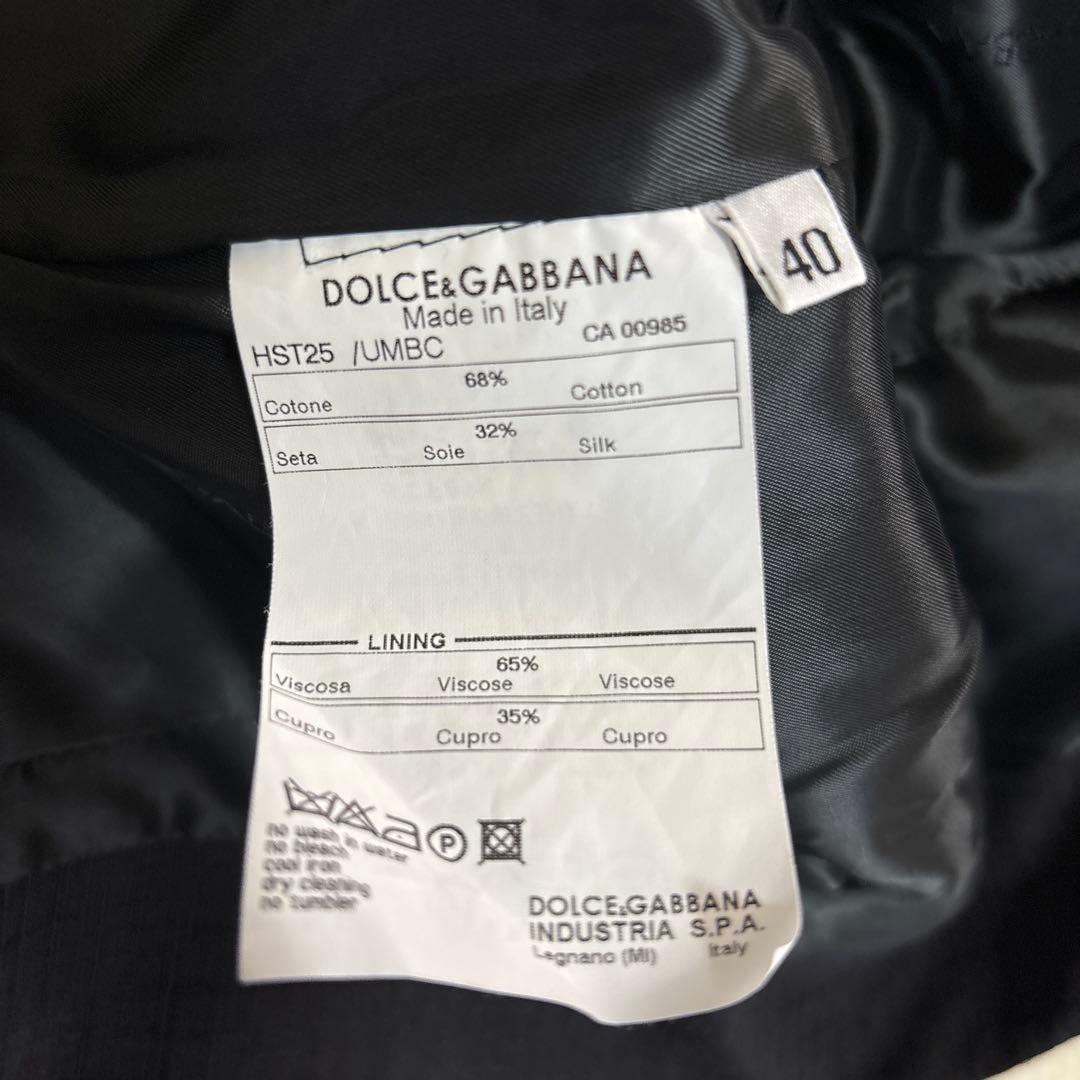 40
DOLCE&GABBANA
Made in Italy
HST25 /UMBC CA 00985
68%
Cotone Cotton
32%
Seta Soie Silk
LINING
65%
Viscosa Viscose Viscose
35%
Cupro Cupro Cupro
P
no wash in water
no bleach
cool iron
dry cleaning
no tumbler
DOLCE&GABBANA
INDUSTRIA S.P.A.
Legnano (MI) Italy